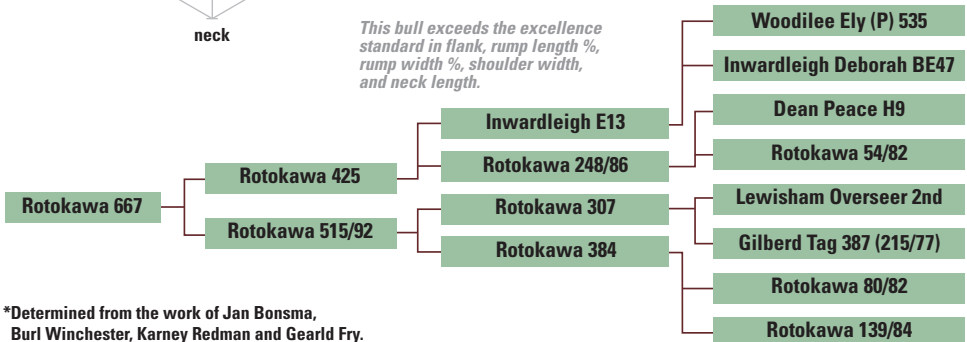 neck
This bull exceeds the excellence
standard in flank, rump length %,
rump width %, shoulder width,
and neck length.
Woodilee Ely (P) 535
Inwardleigh Deborah BE47
Inwardleigh E13
Dean Peace H9
Rotokawa 425
Rotokawa 248/86
Rotokawa 54/82
Rotokawa 667
Rotokawa 515/92
Rotokawa 307
Lewisham Overseer 2nd
Rotokawa 384
Gilberd Tag 387 (215/77)
Rotokawa 80/82
Rotokawa 139/84
*Determined from the work of Jan Bonsma,
Burl Winchester, Karney Redman and Gearld Fry.